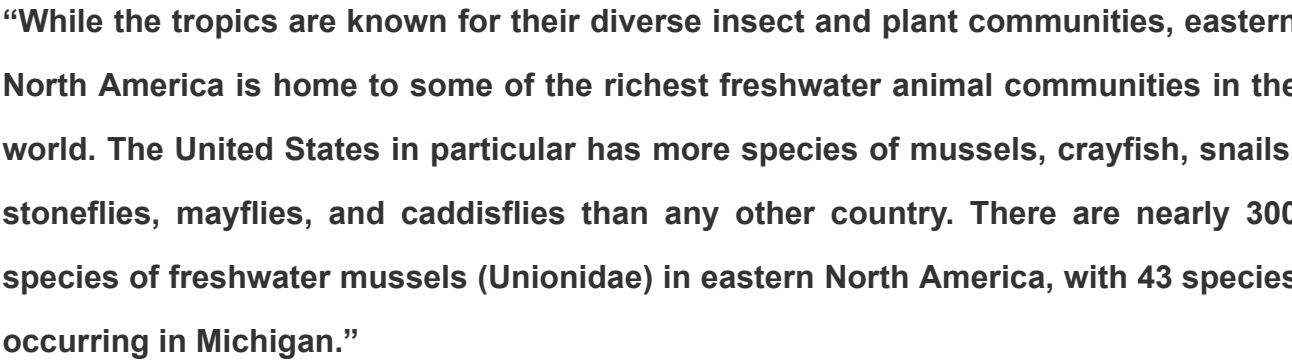 “While the tropics are known for their diverse insect and plant communities, eastern
North America is home to some of the richest freshwater animal communities in the
world. The United States in particular has more species of mussels, crayfish, snails,
stoneflies, mayflies, and caddisflies than any other country. There are nearly 300
species of freshwater mussels (Unionidae) in eastern North America, with 43 species
occurring in Michigan.”